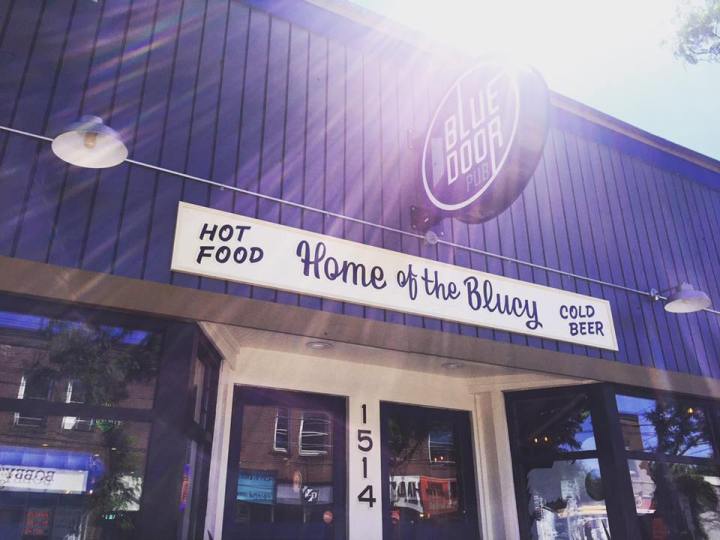 BLUE
DOOR
PUB
HOT
FOOD
Home of the Blucy
COLD
BEER
1514